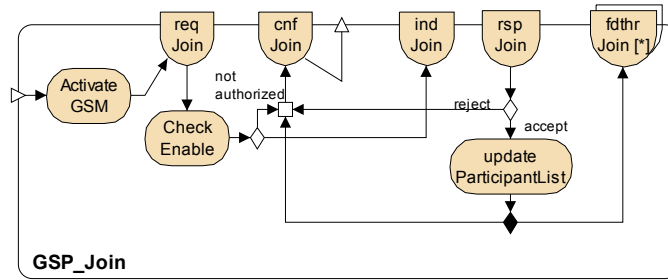 req
Join
cnf
Join
ind
Join
rsp
Join
fdthr
Join [*]
Activate
GSM
not
authorized
Check
Enable
reject
accept
update
ParticipantList
GSP_Join